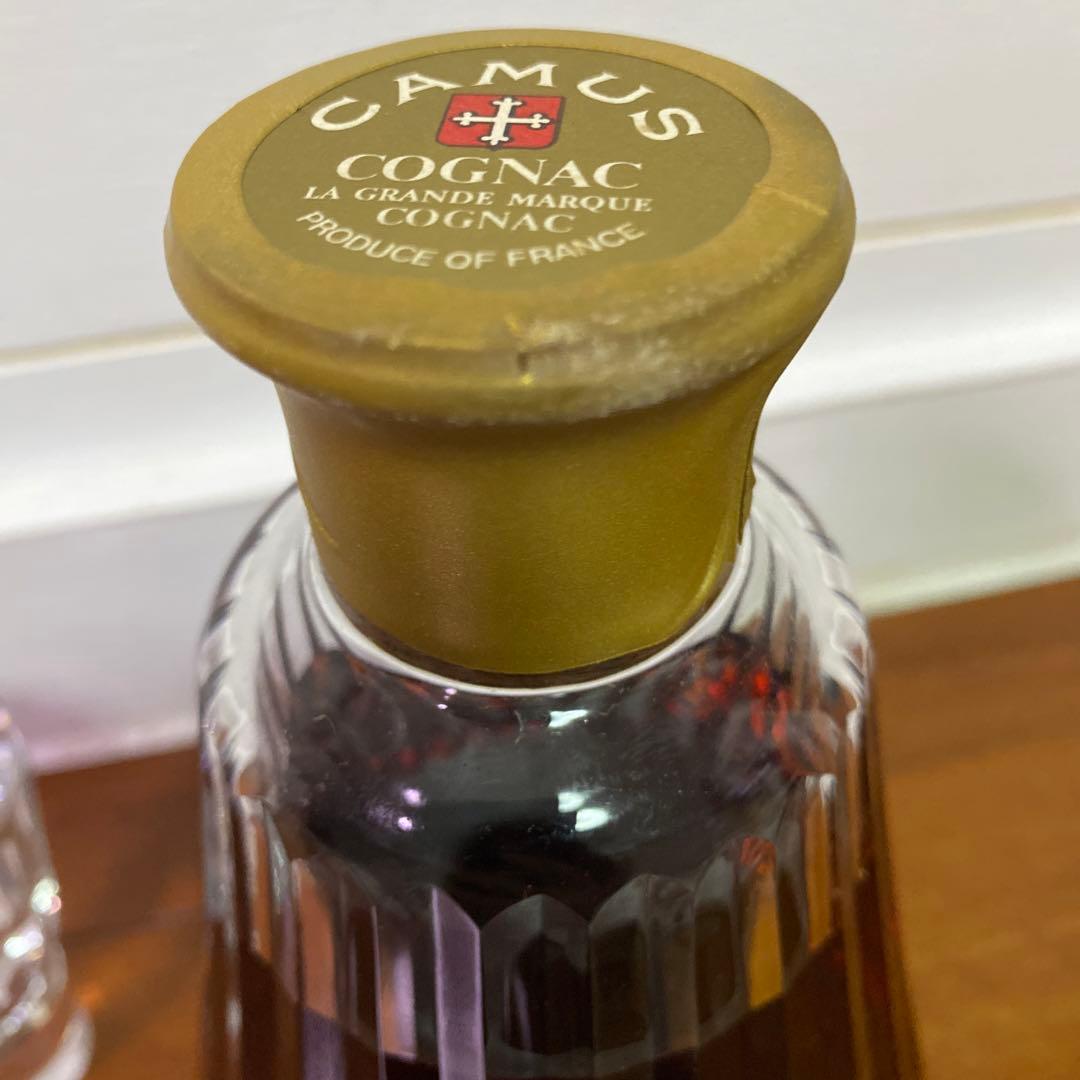 CAMUS
COGNAC
LA GRANDE MARQUE
COGNAC
PRODUCE OF FRANCE